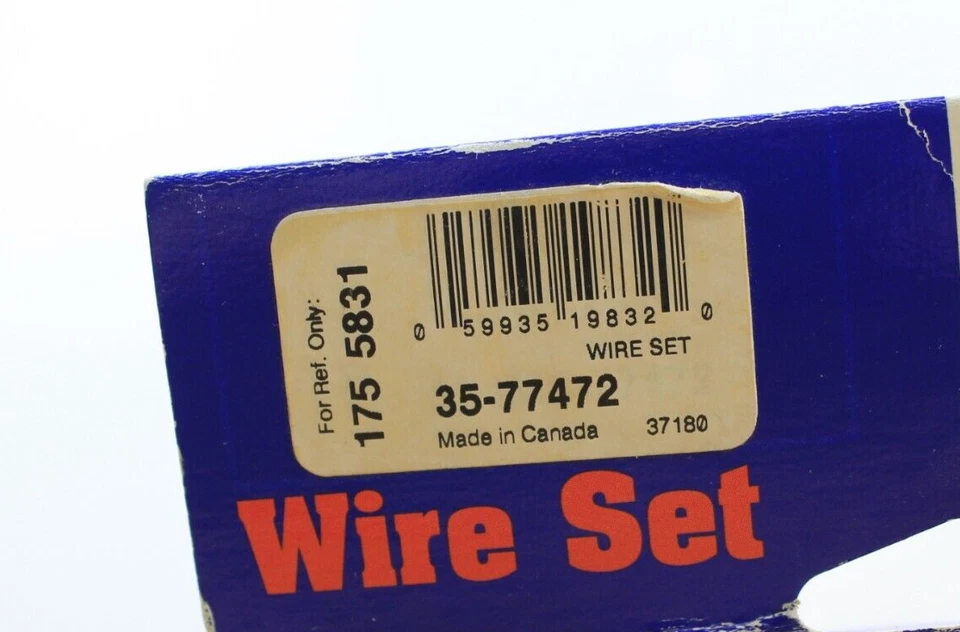 For Ref. Only:
175 5831
0 59935 19832 0
WIRE SET
35-77472
Made in Canada 37180
Wire Set